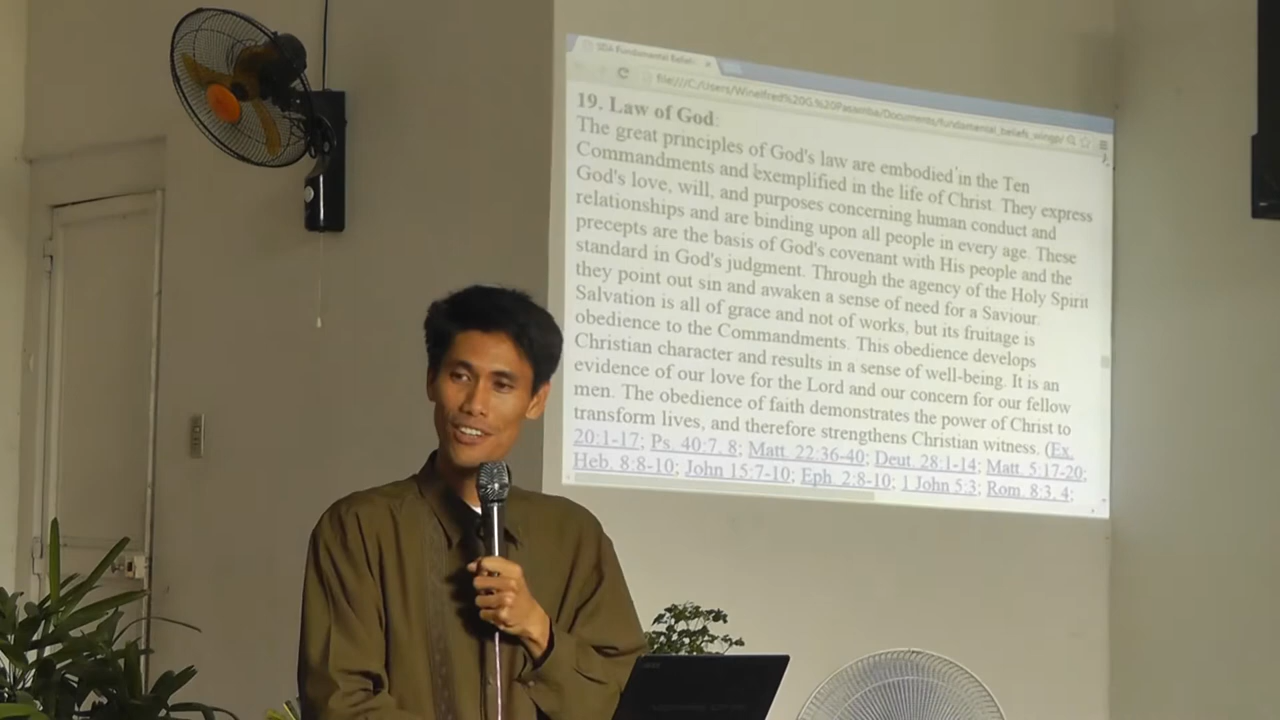 SDA Fundamental Beliefs
file:///C:/Users/Winelfred%20G.%20Pasamba/Documents/fundamental_beliefs_wingp/
19. Law of God:
The great principles of God's law are embodied in the Ten
Commandments and exemplified in the life of Christ. They express
God's love, will, and purposes concerning human conduct and
relationships and are binding upon all people in every age. These
precepts are the basis of God's covenant with His people and the
standard in God's judgment. Through the agency of the Holy Spirit
they point out sin and awaken a sense of need for a Saviour.
Salvation is all of grace and not of works, but its fruitage is
obedience to the Commandments. This obedience develops
Christian character and results in a sense of well-being. It is an
evidence of our love for the Lord and our concern for our fellow
men. The obedience of faith demonstrates the power of Christ to
transform lives, and therefore strengthens Christian witness. (Ex.
20:1-17; Ps. 40:7, 8; Matt. 22:36-40; Deut. 28:1-14; Matt. 5:17-20;
Heb. 8:8-10; John 15:7-10; Eph. 2:8-10; 1 John 5:3; Rom. 8:3, 4;
acer